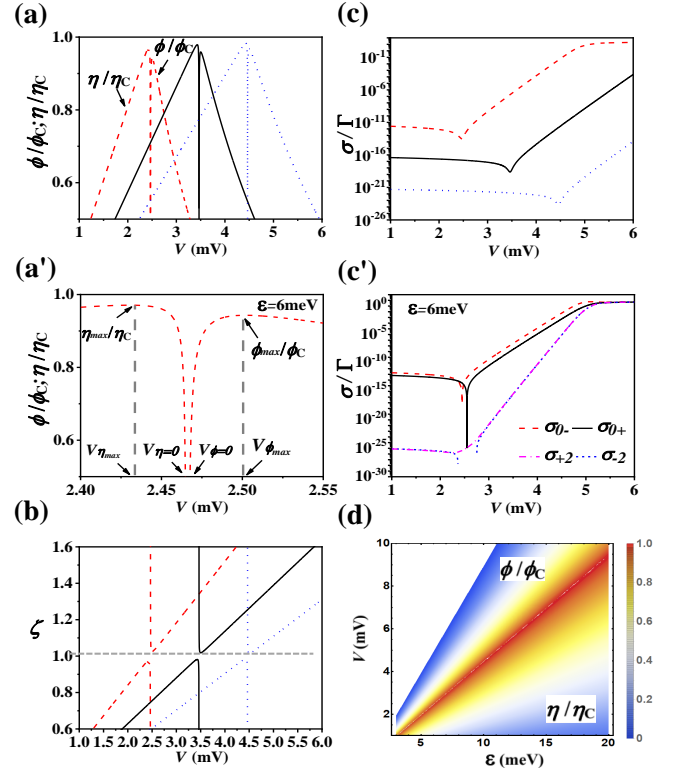 (a)
1.0
0.8
0.6
ϕ/ϕC; η/ηC
η/ηC
ϕ/ϕC
1 2 3 4 5 6
V (mV)
(c)
10⁻¹
10⁻⁶
10⁻¹¹
10⁻¹⁶
10⁻²¹
10⁻²⁶
σ/Γ
1 2 3 4 5 6
V (mV)
(a')
1.0
0.8
0.6
ϕ/ϕC; η/ηC
ε=6meV
ηmax/ηC
ϕmax/ϕC
Vηmax Vη=0 Vϕ=0 Vϕmax
2.40 2.45 2.50 2.55
V (mV)
(c')
10⁰
10⁻⁵
10⁻¹⁰
10⁻¹⁵
10⁻²⁰
10⁻²⁵
10⁻³⁰
σ/Γ
ε=6meV
σ0- σ0+
σ+2 σ-2
1 2 3 4 5 6
V (mV)
(b)
1.6
1.4
1.2
1.0
0.8
0.6
ζ
1.0 1.5 2.0 2.5 3.0 3.5 4.0 4.5 5.0 5.5 6.0
V (mV)
(d)
10
8
6
4
2
V (mV)
ϕ/ϕC
η/ηC
5 10 15 20
ε (meV)
1.0
0.8
0.6
0.4
0.2
0